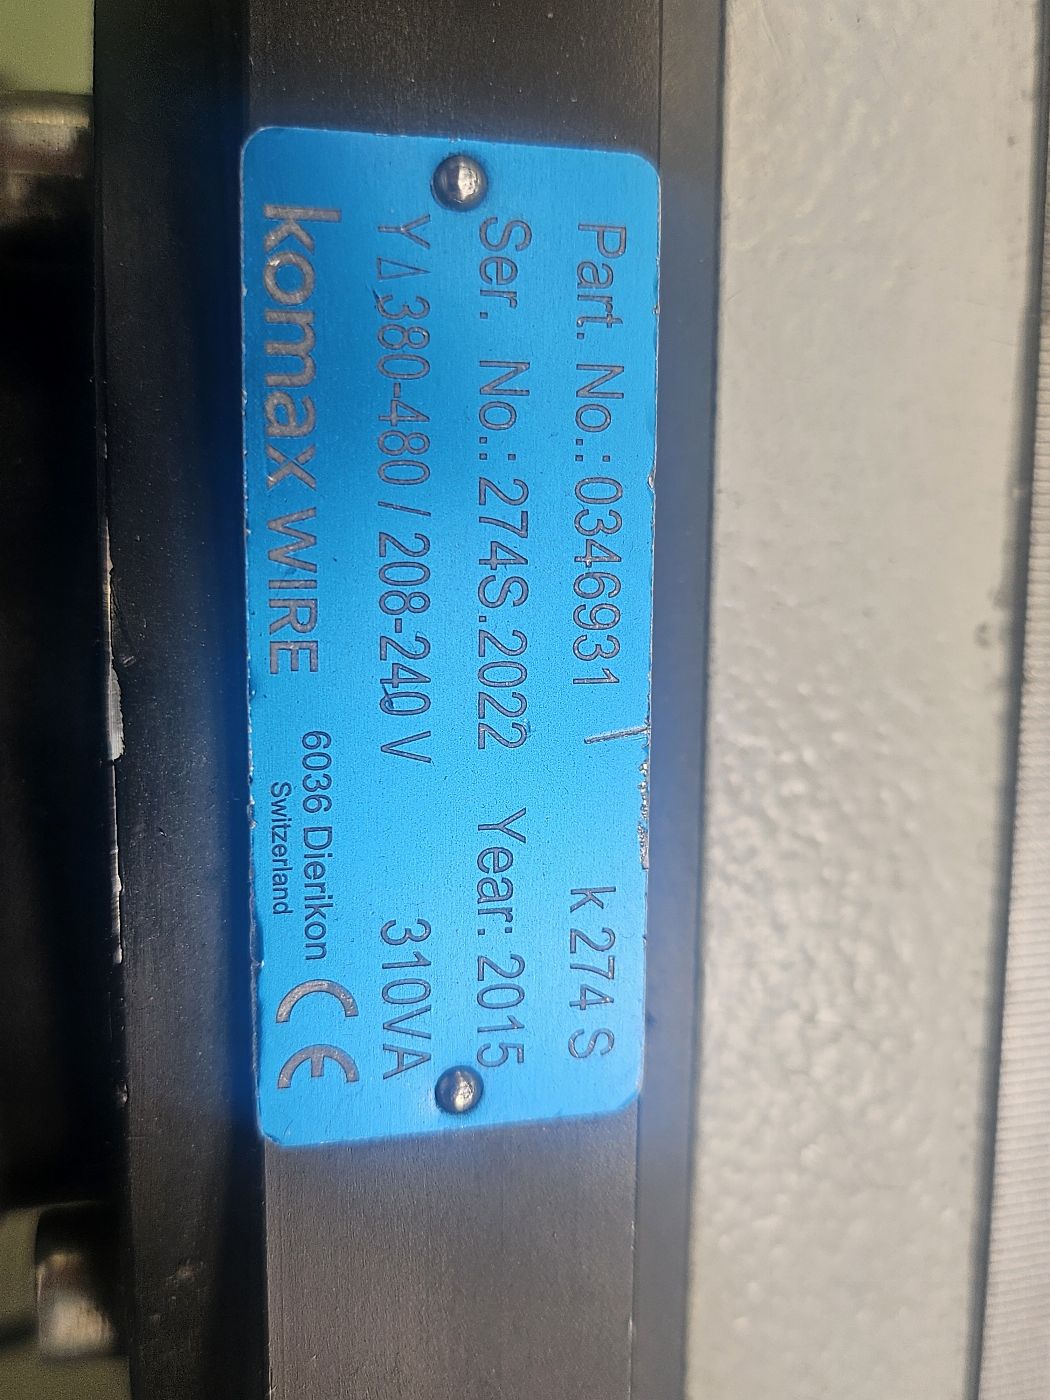 Part. No.: 0346931 k 274 S
Ser. No.: 274S.2022 Year: 2015
Y Δ 380-480 / 208-240 V 310VA
komax WIRE 6036 Dierikon CE
Switzerland